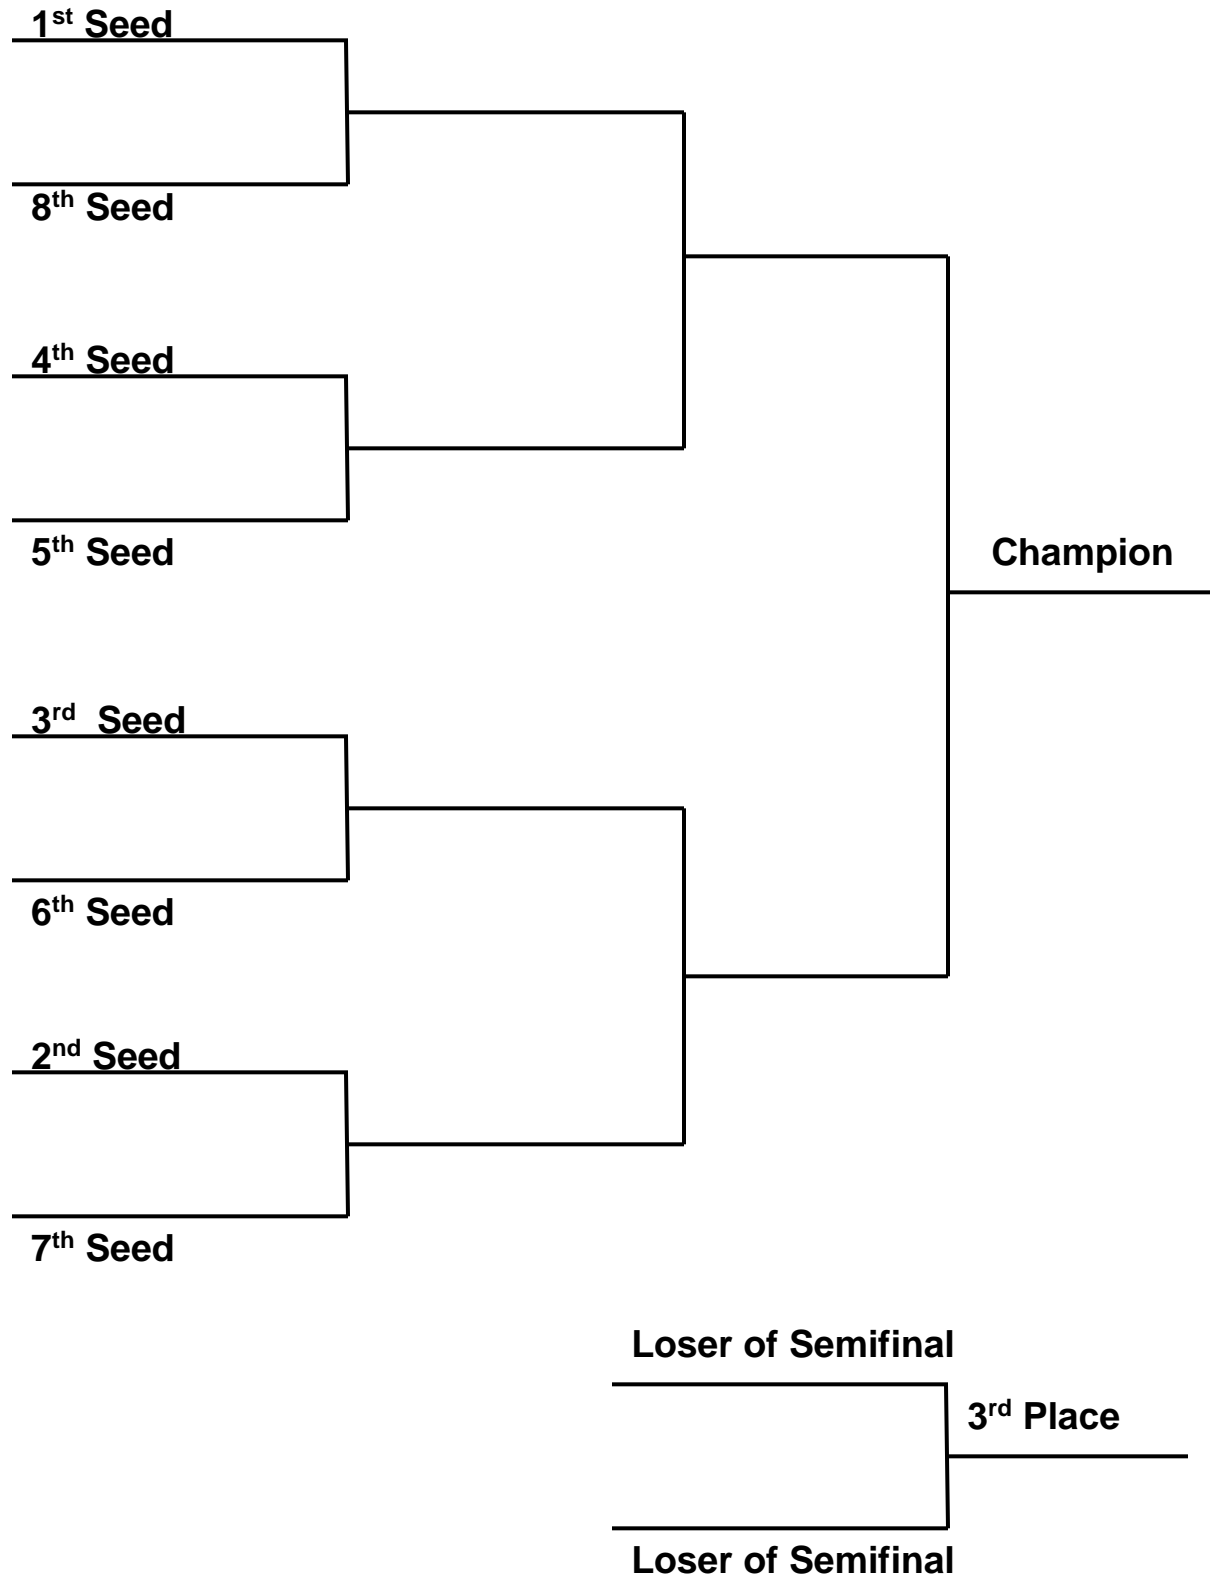 1st Seed
8th Seed
4th Seed
5th Seed
Champion
3rd Seed
6th Seed
2nd Seed
7th Seed
Loser of Semifinal
3rd Place
Loser of Semifinal